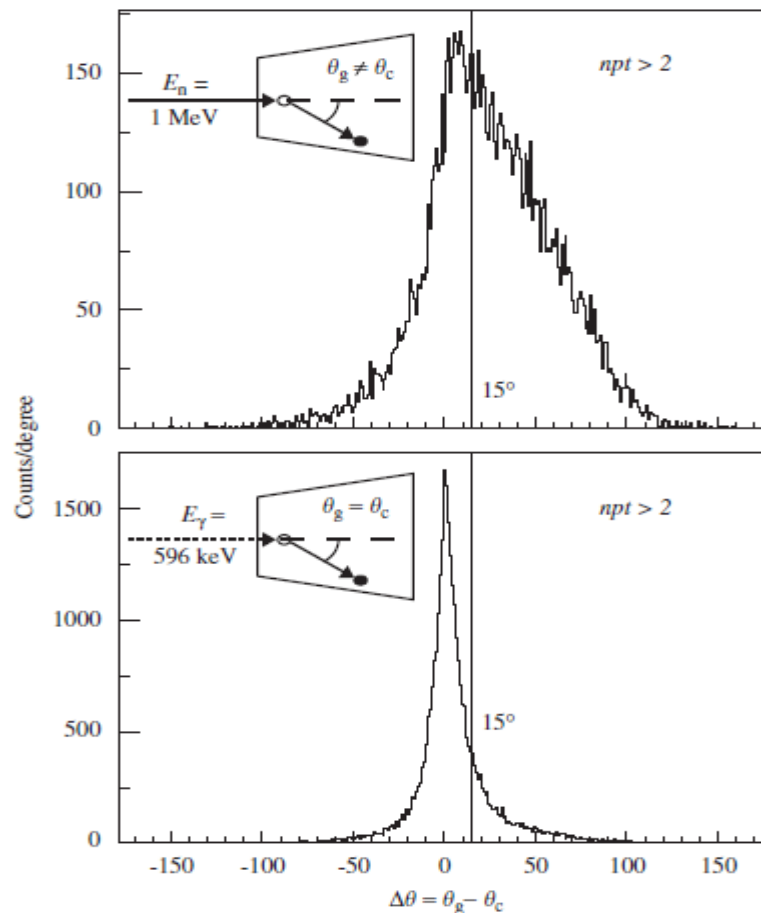 150
100
50
0
E_n =
1 MeV
θ_g ≠ θ_c
npt > 2
15°
Counts/degree
1500
1000
500
0
E_γ =
596 keV
θ_g = θ_c
npt > 2
15°
-150 -100 -50 0 50 100 150
Δθ = θ_g – θ_c